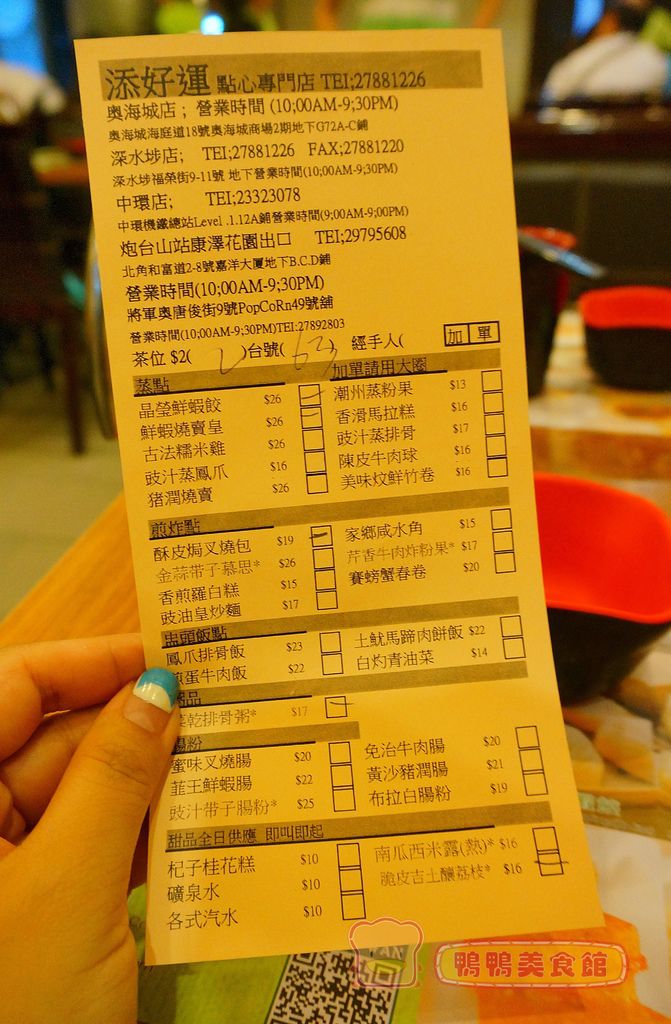 添好運 點心專門店 TEI;27881226
奧海城店； 營業時間 (10;00AM-9;30PM)
奧海城海庭道18號奧海城商場2期地下G72A-C鋪
深水埗店; TEI;27881226 FAX;27881220
深水埗福榮街9-11號 地下營業時間(10;00AM-9;30PM)
中環店; TEI;23323078
中環機鐵總站Level .1.12A鋪營業時間(9;00AM-9;00PM)
炮台山站康澤花園出口 TEI;29795608
北角和富道2-8號嘉洋大廈地下B.C.D鋪
營業時間(10;00AM-9;30PM)
將軍奧唐俊街9號PopCoRn49號舖
營業時間(10;00AM-9;30PM)TEI:27892803
茶位 $2( 2 )台號( 63 ) 經手人( 加單
蒸點 加單請用大圈
晶瑩鮮蝦餃 $26 潮州蒸粉果 $13
鮮蝦燒賣皇 $26 香滑馬拉糕 $16
古法糯米雞 $26 豉汁蒸排骨 $17
豉汁蒸鳳爪 $16 陳皮牛肉球 $16
猪潤燒賣 $26 美味炆鮮竹卷 $16
煎炸點
酥皮焗叉燒包 $19 家鄉咸水角 $15
金蒜带子慕思* $26 芹香牛肉炸粉果* $17
香煎羅白糕 $15 賽螃蟹春卷 $20
豉油皇炒麵 $17
盅頭飯點
鳳爪排骨飯 $23 土魷馬蹄肉餅飯 $22
煎蛋牛肉飯 $22 白灼青油菜 $14
品
菜乾排骨粥* $17
腸粉
蜜味叉燒腸 $20 免治牛肉腸 $20
韮王鮮蝦腸 $22 黃沙豬潤腸 $21
豉汁带子腸粉* $25 布拉白腸粉 $19
甜品全日供應 即叫即起
杞子桂花糕 $10 南瓜西米露(熱)* $16
礦泉水 $10 脆皮吉士釀荔枝* $16
各式汽水 $10
鴨鴨美食館